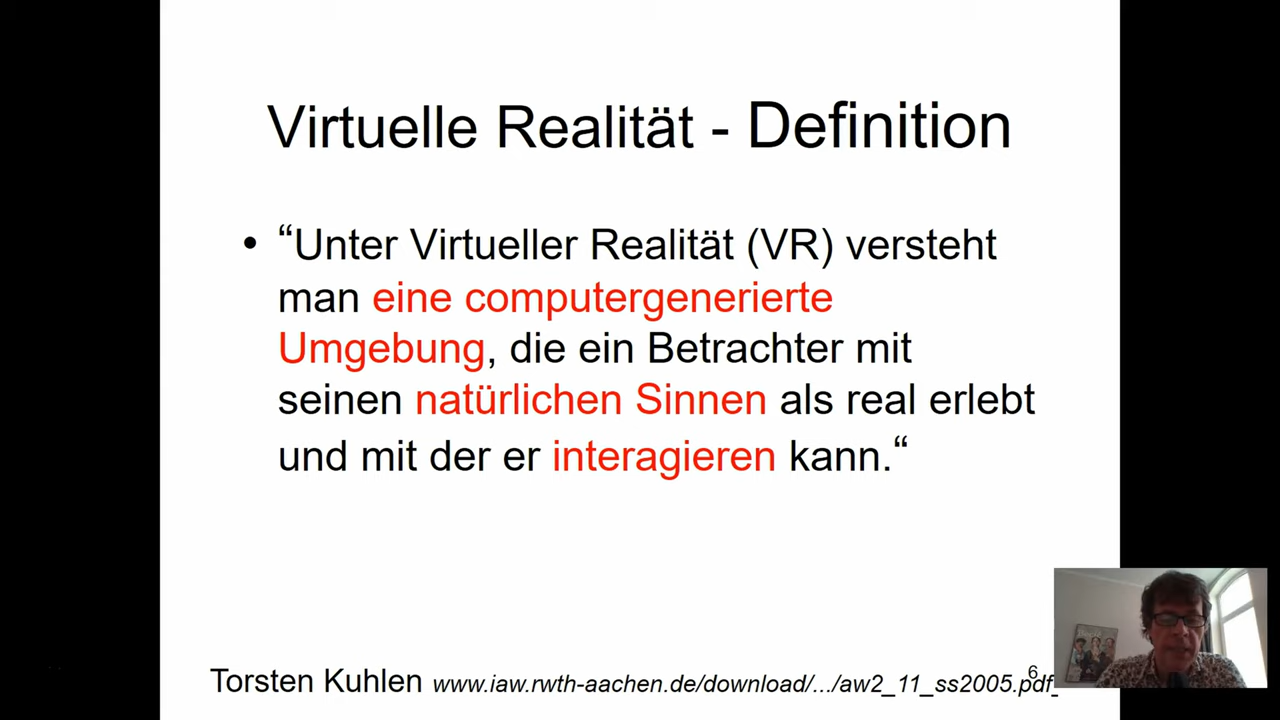 Virtuelle Realität - Definition
• “Unter Virtueller Realität (VR) versteht
man eine computergenerierte
Umgebung, die ein Betrachter mit
seinen natürlichen Sinnen als real erlebt
und mit der er interagieren kann.“
Torsten Kuhlen www.iaw.rwth-aachen.de/download/.../aw2_11_ss2005.pdf
6